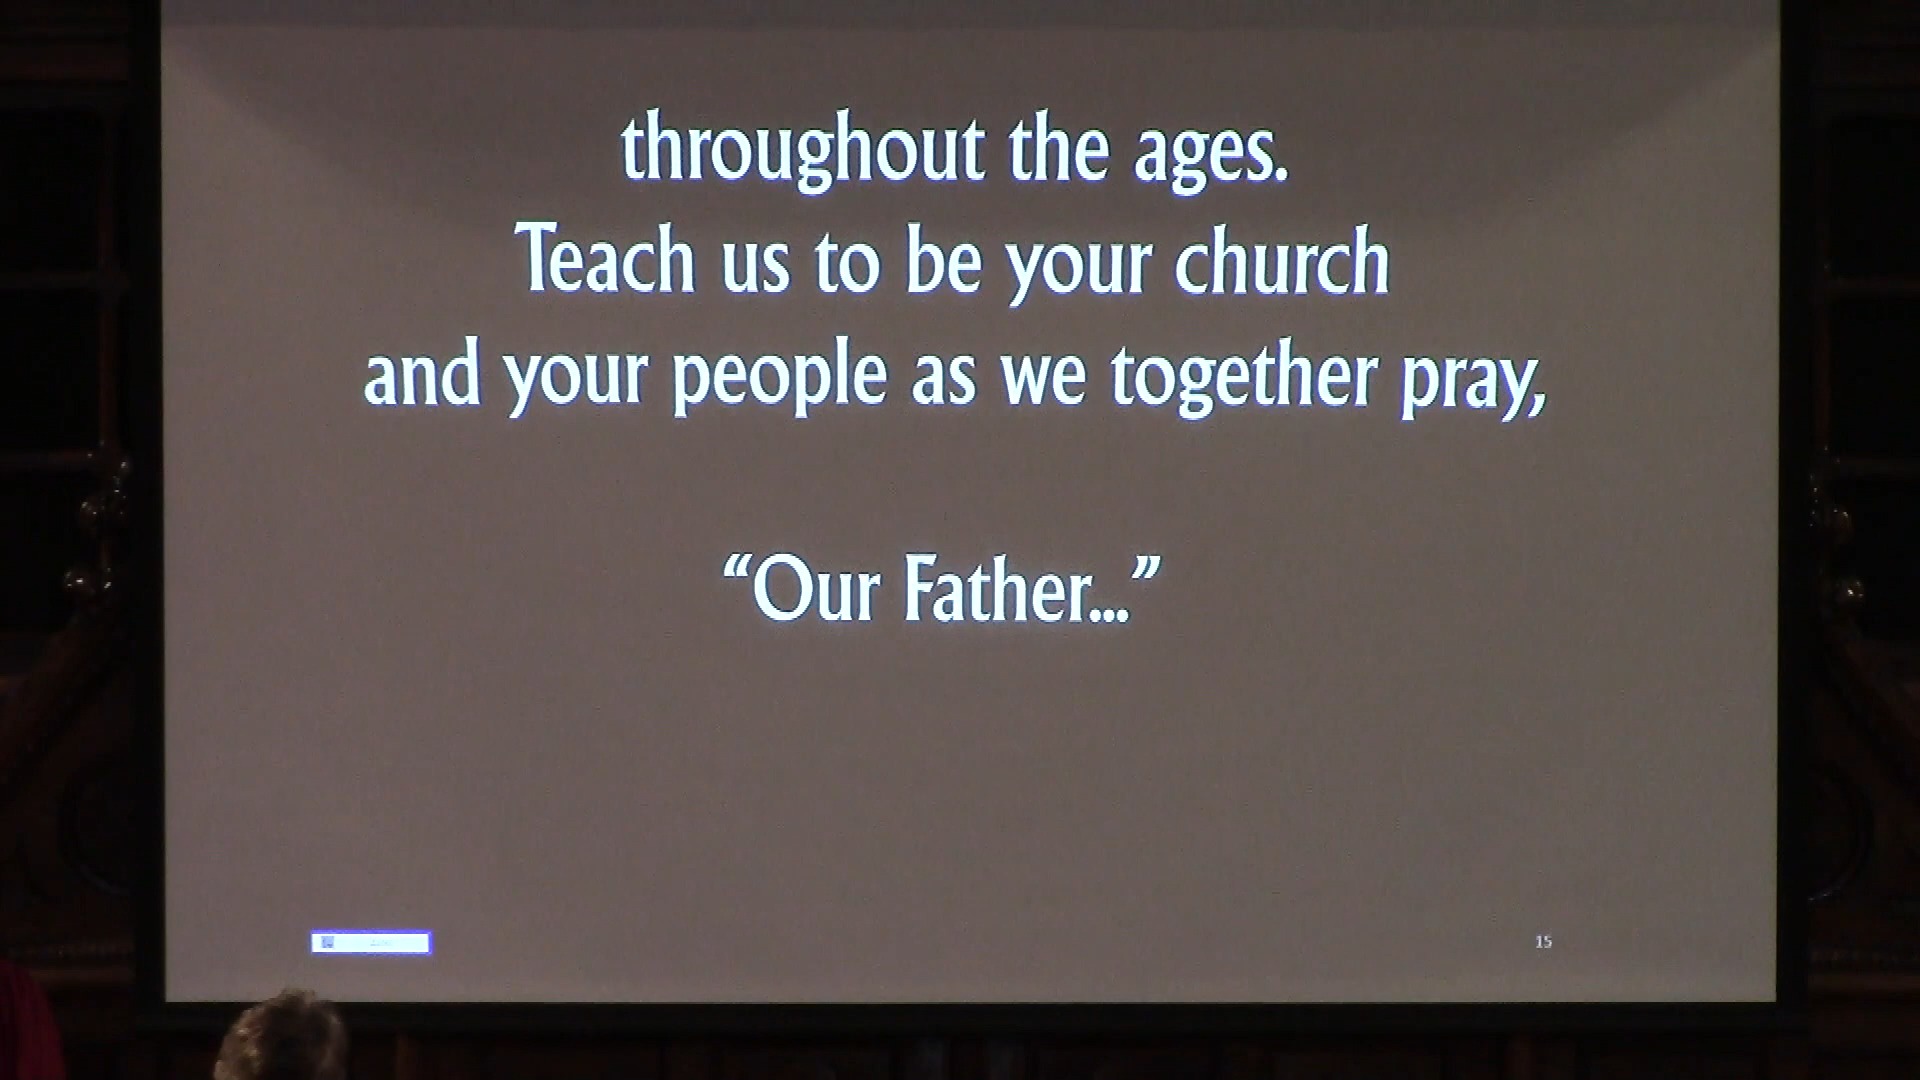 throughout the ages.
Teach us to be your church
and your people as we together pray,
“Our Father...”
15